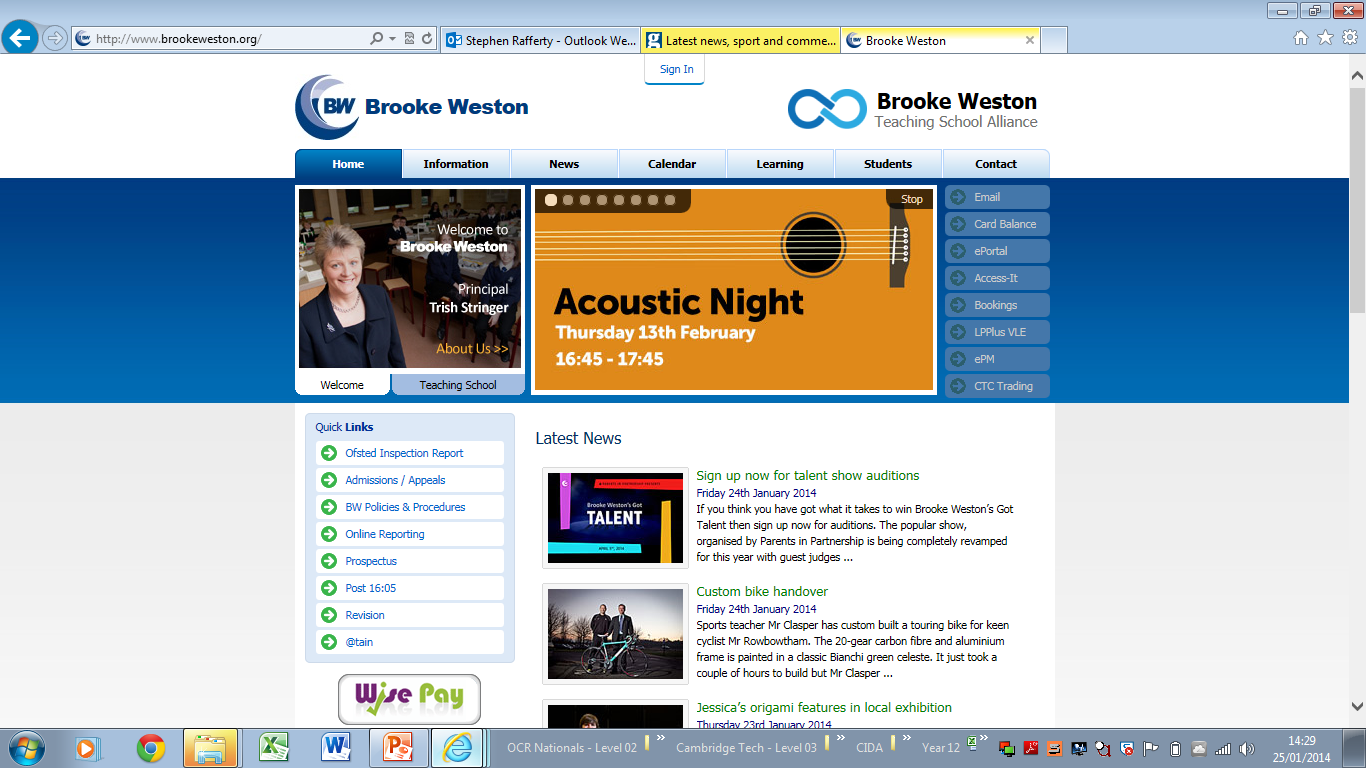 http://www.brookeweston.org/
Stephen Rafferty - Outlook We...
Latest news, sport and comme...
Brooke Weston
Sign In
BW Brooke Weston
Brooke Weston
Teaching School Alliance
Home
Information
News
Calendar
Learning
Students
Contact
Welcome to
Brooke Weston
Principal
Trish Stringer
About Us >>
Welcome
Teaching School
Stop
Acoustic Night
Thursday 13th February
16:45 - 17:45
Email
Card Balance
ePortal
Access-It
Bookings
LPPlus VLE
ePM
CTC Trading
Quick Links
Ofsted Inspection Report
Admissions / Appeals
BW Policies & Procedures
Online Reporting
Prospectus
Post 16:05
Revision
@tain
Wise Pay
Latest News
Brooke Weston's Got
TALENT
Sign up now for talent show auditions
Friday 24th January 2014
If you think you have got what it takes to win Brooke Weston's Got
Talent then sign up now for auditions. The popular show,
organised by Parents in Partnership is being completely revamped
for this year with guest judges ...
Custom bike handover
Friday 24th January 2014
Sports teacher Mr Clasper has custom built a touring bike for keen
cyclist Mr Rowbowtham. The 20-gear carbon fibre and aluminium
frame is painted in a classic Bianchi green celeste. It just took a
couple of hours to build but Mr Clasper ...
Jessica's origami features in local exhibition
Thursday 23rd January 2014
OCR Nationals - Level 02
Cambridge Tech - Level 03
CIDA
Year 12
14:29
25/01/2014